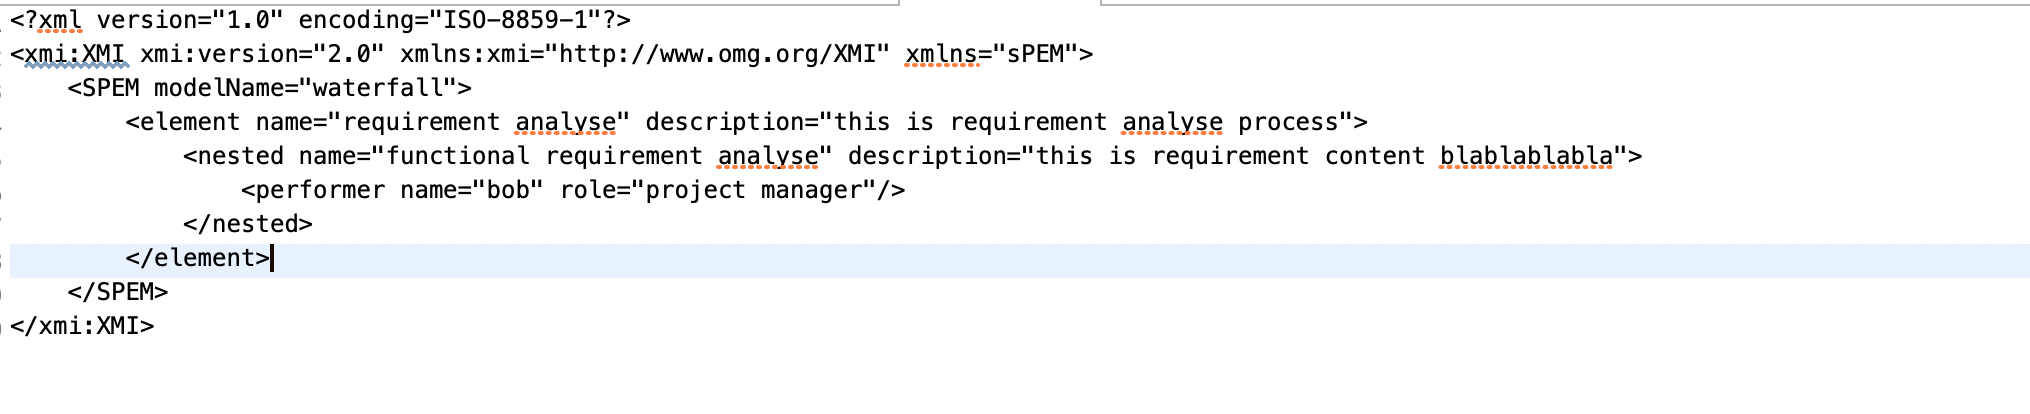 <?xml version="1.0" encoding="ISO-8859-1"?>
<xmi:XMI xmi:version="2.0" xmlns:xmi="http://www.omg.org/XMI" xmlns="sPEM">
<SPEM modelName="waterfall">
<element name="requirement analyse" description="this is requirement analyse process">
<nested name="functional requirement analyse" description="this is requirement content blablablabla">
<performer name="bob" role="project manager"/>
</nested>
</element>
</SPEM>
</xmi:XMI>